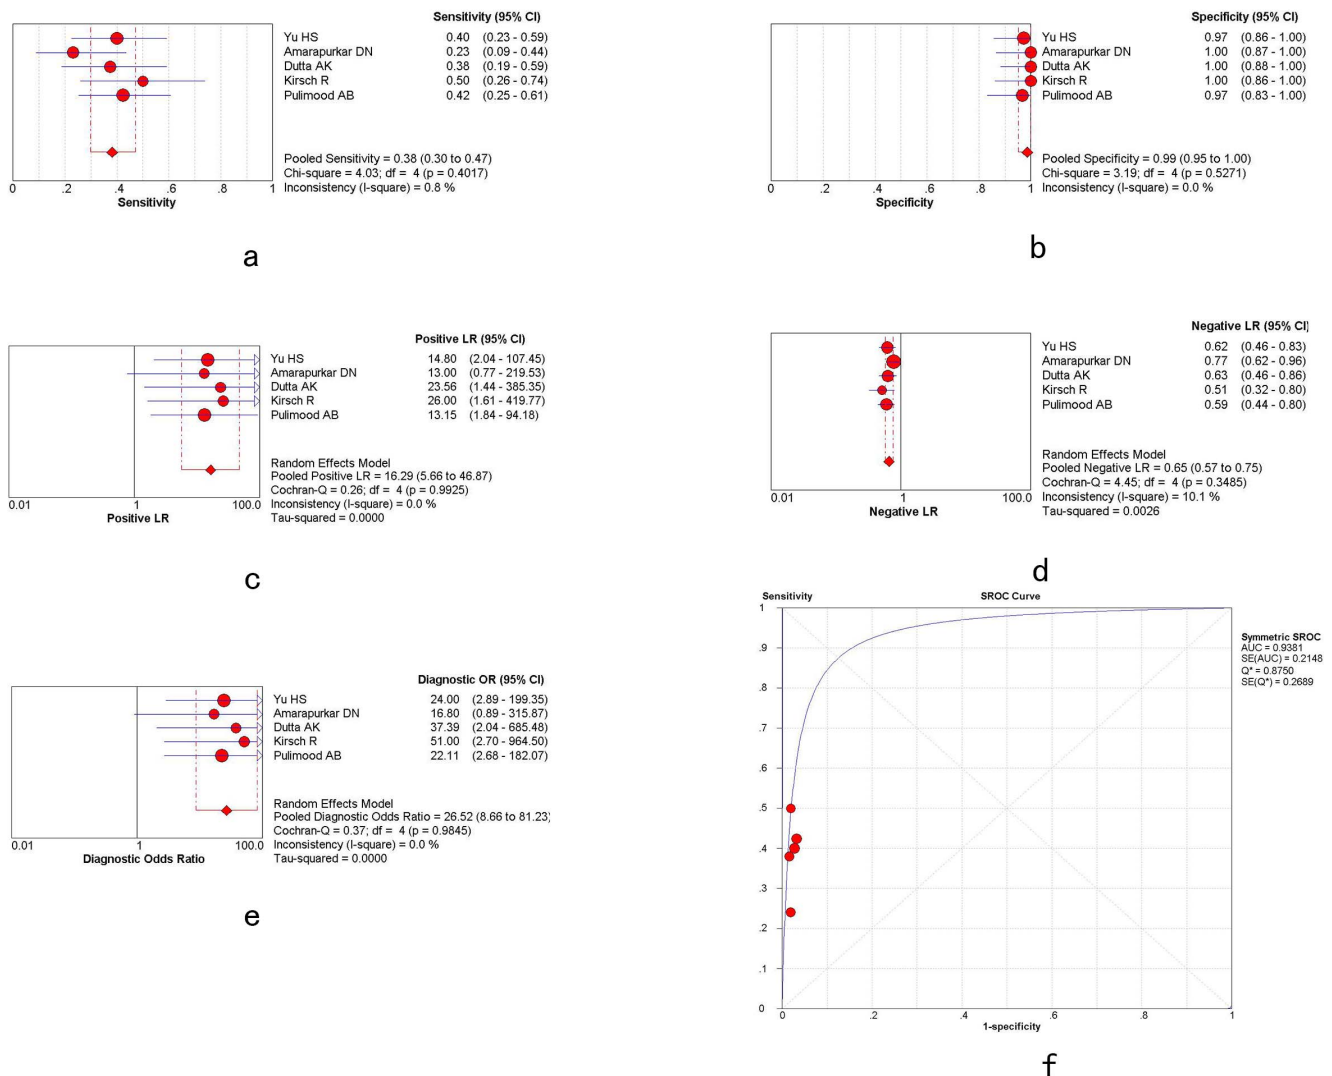 Sensitivity (95% CI)
Yu HS 0.40 (0.23 - 0.59)
Amarapurkar DN 0.23 (0.09 - 0.44)
Dutta AK 0.38 (0.19 - 0.59)
Kirsch R 0.50 (0.26 - 0.74)
Pulimood AB 0.42 (0.25 - 0.61)
Pooled Sensitivity = 0.38 (0.30 to 0.47)
Chi-square = 4.03; df = 4 (p = 0.4017)
Inconsistency (I-square) = 0.8 %
0 .2 .4 .6 .8 1
Sensitivity
a
Specificity (95% CI)
Yu HS 0.97 (0.86 - 1.00)
Amarapurkar DN 1.00 (0.87 - 1.00)
Dutta AK 1.00 (0.88 - 1.00)
Kirsch R 1.00 (0.86 - 1.00)
Pulimood AB 0.97 (0.83 - 1.00)
Pooled Specificity = 0.99 (0.95 to 1.00)
Chi-square = 3.19; df = 4 (p = 0.5271)
Inconsistency (I-square) = 0.0 %
0 .2 .4 .6 .8 1
Specificity
b
Positive LR (95% CI)
Yu HS 14.80 (2.04 - 107.45)
Amarapurkar DN 13.00 (0.77 - 219.53)
Dutta AK 23.56 (1.44 - 385.35)
Kirsch R 26.00 (1.61 - 419.77)
Pulimood AB 13.15 (1.84 - 94.18)
Random Effects Model
Pooled Positive LR = 16.29 (5.66 to 46.87)
Cochran-Q = 0.26; df = 4 (p = 0.9925)
Inconsistency (I-square) = 0.0 %
Tau-squared = 0.0000
0.01 1 100.0
Positive LR
c
Negative LR (95% CI)
Yu HS 0.62 (0.46 - 0.83)
Amarapurkar DN 0.77 (0.62 - 0.96)
Dutta AK 0.63 (0.46 - 0.86)
Kirsch R 0.51 (0.32 - 0.80)
Pulimood AB 0.59 (0.44 - 0.80)
Random Effects Model
Pooled Negative LR = 0.65 (0.57 to 0.75)
Cochran-Q = 4.45; df = 4 (p = 0.3485)
Inconsistency (I-square) = 10.1 %
Tau-squared = 0.0026
0.01 1 100.0
Negative LR
d
Diagnostic OR (95% CI)
Yu HS 24.00 (2.89 - 199.35)
Amarapurkar DN 16.80 (0.89 - 315.87)
Dutta AK 37.39 (2.04 - 685.48)
Kirsch R 51.00 (2.70 - 964.50)
Pulimood AB 22.11 (2.68 - 182.07)
Random Effects Model
Pooled Diagnostic Odds Ratio = 26.52 (8.66 to 81.23)
Cochran-Q = 0.37; df = 4 (p = 0.9845)
Inconsistency (I-square) = 0.0 %
Tau-squared = 0.0000
0.01 1 100.0
Diagnostic Odds Ratio
e
Sensitivity SROC Curve
1
.9
.8
.7
.6
.5
.4
.3
.2
.1
0
0 .2 .4 .6 .8 1
1-specificity
Symmetric SROC
AUC = 0.9381
SE(AUC) = 0.2148
Q* = 0.8750
SE(Q*) = 0.2689
f